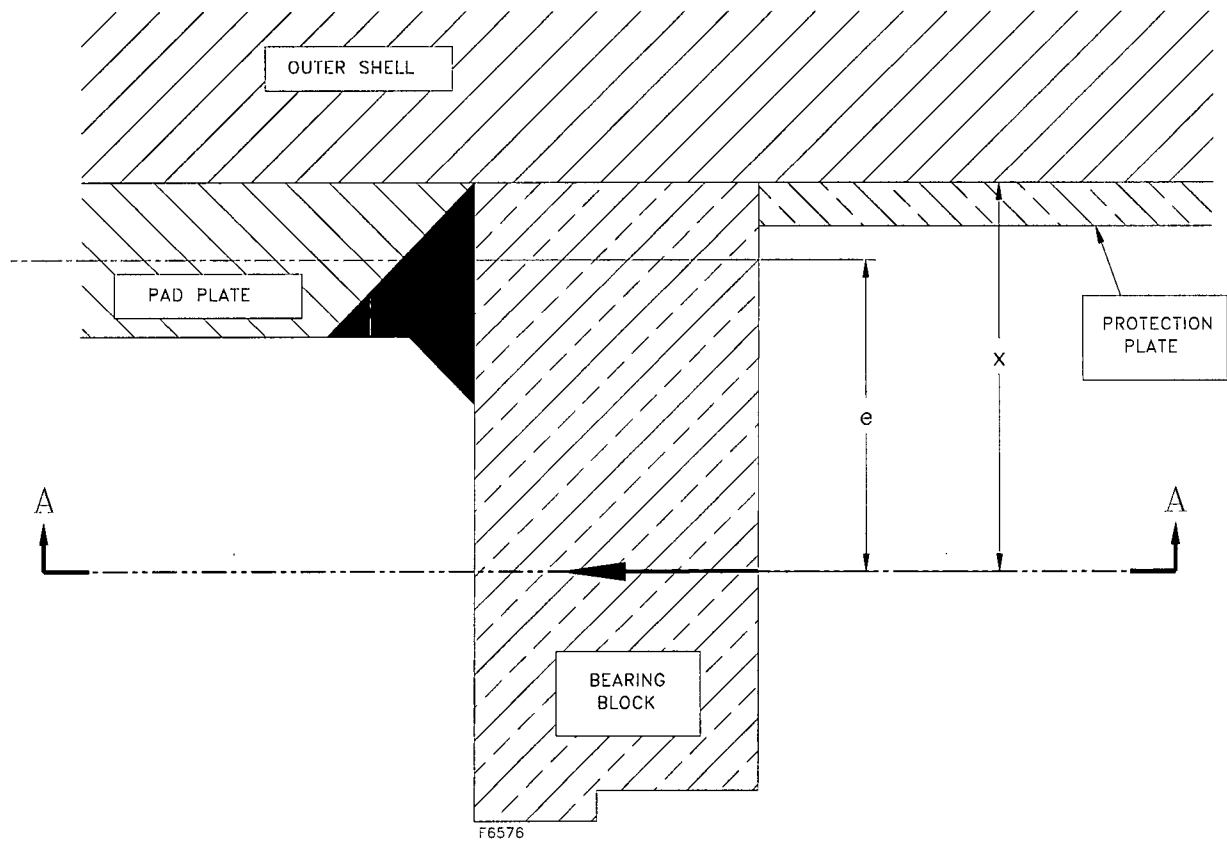 OUTER SHELL
PAD PLATE
PROTECTION
PLATE
x
e
A
A
BEARING
BLOCK
F6576